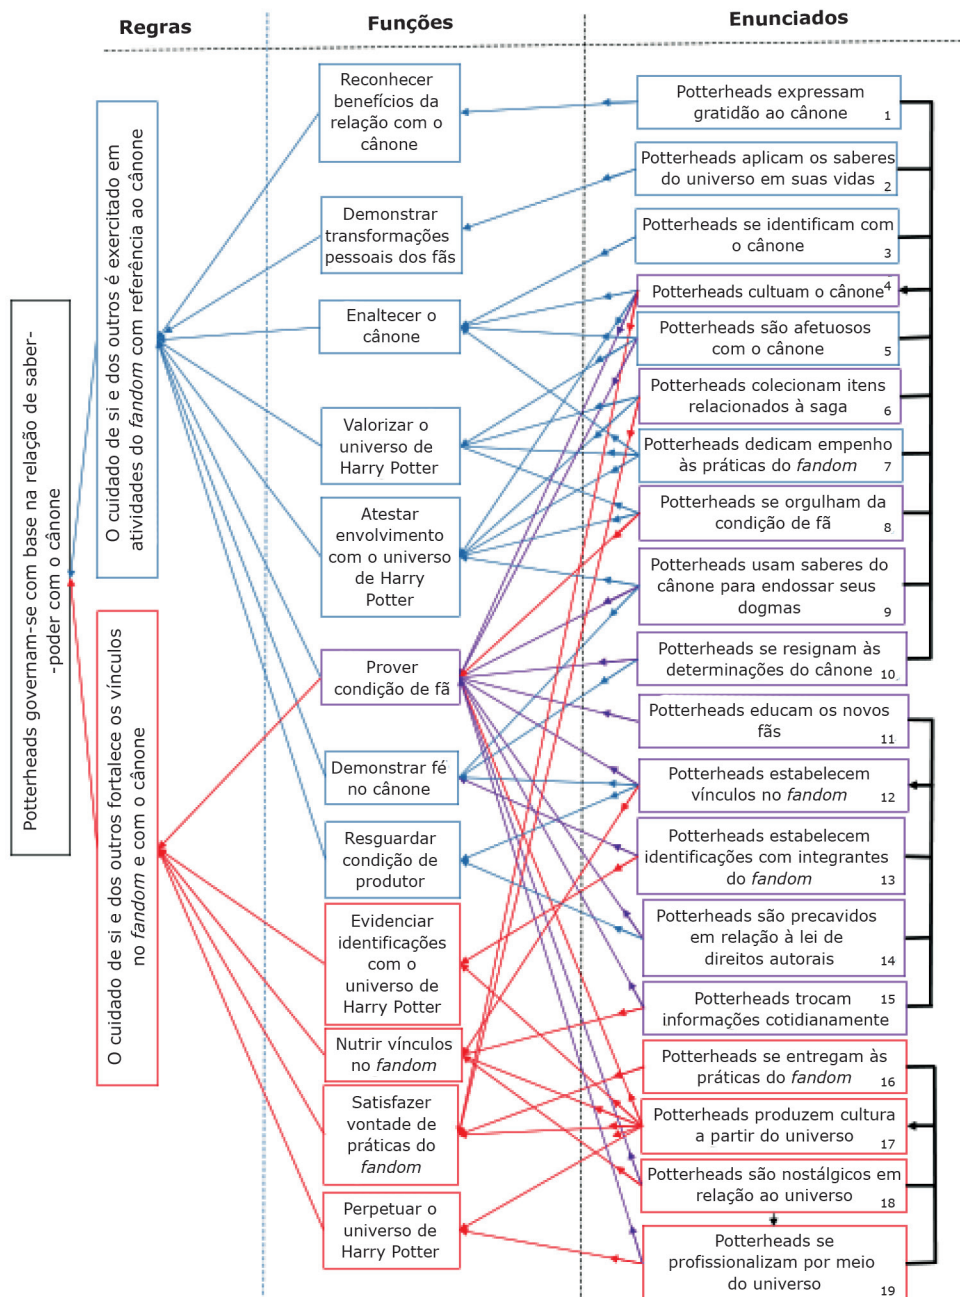 Regras
Funções
Enunciados
Potterheads governam-se com base na relação de saber-
-poder com o cânone
O cuidado de si e dos outros é exercitado em
atividades do fandom com referência ao cânone
O cuidado de si e dos outros fortalece os vínculos
no fandom e com o cânone
Reconhecer
benefícios da
relação com o
cânone
Demonstrar
transformações
pessoais dos fãs
Enaltecer o
cânone
Valorizar o
universo de
Harry Potter
Atestar
envolvimento
com o universo
de Harry
Potter
Prover
condição de fã
Demonstrar fé
no cânone
Resguardar
condição de
produtor
Evidenciar
identificações
com o
universo de
Harry Potter
Nutrir vínculos
no fandom
Satisfazer
vontade de
práticas do
fandom
Perpetuar o
universo de
Harry Potter
Potterheads expressam
gratidão ao cânone 1
Potterheads aplicam os saberes
do universo em suas vidas 2
Potterheads se identificam com
o cânone 3
Potterheads cultuam o cânone 4
Potterheads são afetuosos
com o cânone 5
Potterheads colecionam itens
relacionados à saga 6
Potterheads dedicam empenho
às práticas do fandom 7
Potterheads se orgulham da
condição de fã 8
Potterheads usam saberes do
cânone para endossar seus
dogmas 9
Potterheads se resignam às
determinações do cânone 10
Potterheads educam os novos
fãs 11
Potterheads estabelecem
vínculos no fandom 12
Potterheads estabelecem
identificações com integrantes
do fandom 13
Potterheads são precavidos
em relação à lei de
direitos autorais 14
Potterheads trocam 15
informações cotidianamente
Potterheads se entregam às
práticas do fandom 16
Potterheads produzem cultura
a partir do universo 17
Potterheads são nostálgicos em
relação ao universo 18
Potterheads se
profissionalizam por meio
do universo 19